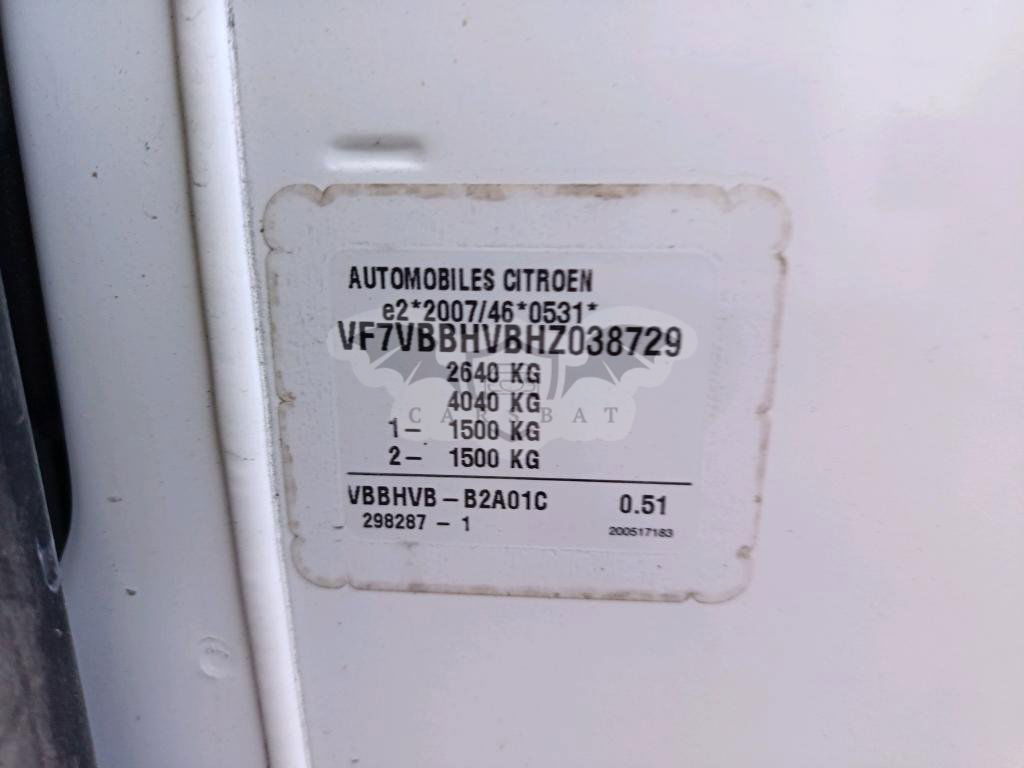 AUTOMOBILES CITROEN
e2*2007/46*0531*
VF7VBBHVBHZ038729
2640 KG
4040 KG
CARSBAT
1- 1500 KG
2- 1500 KG
VBBHVB-B2A01C 0.51
298287-1 200517183